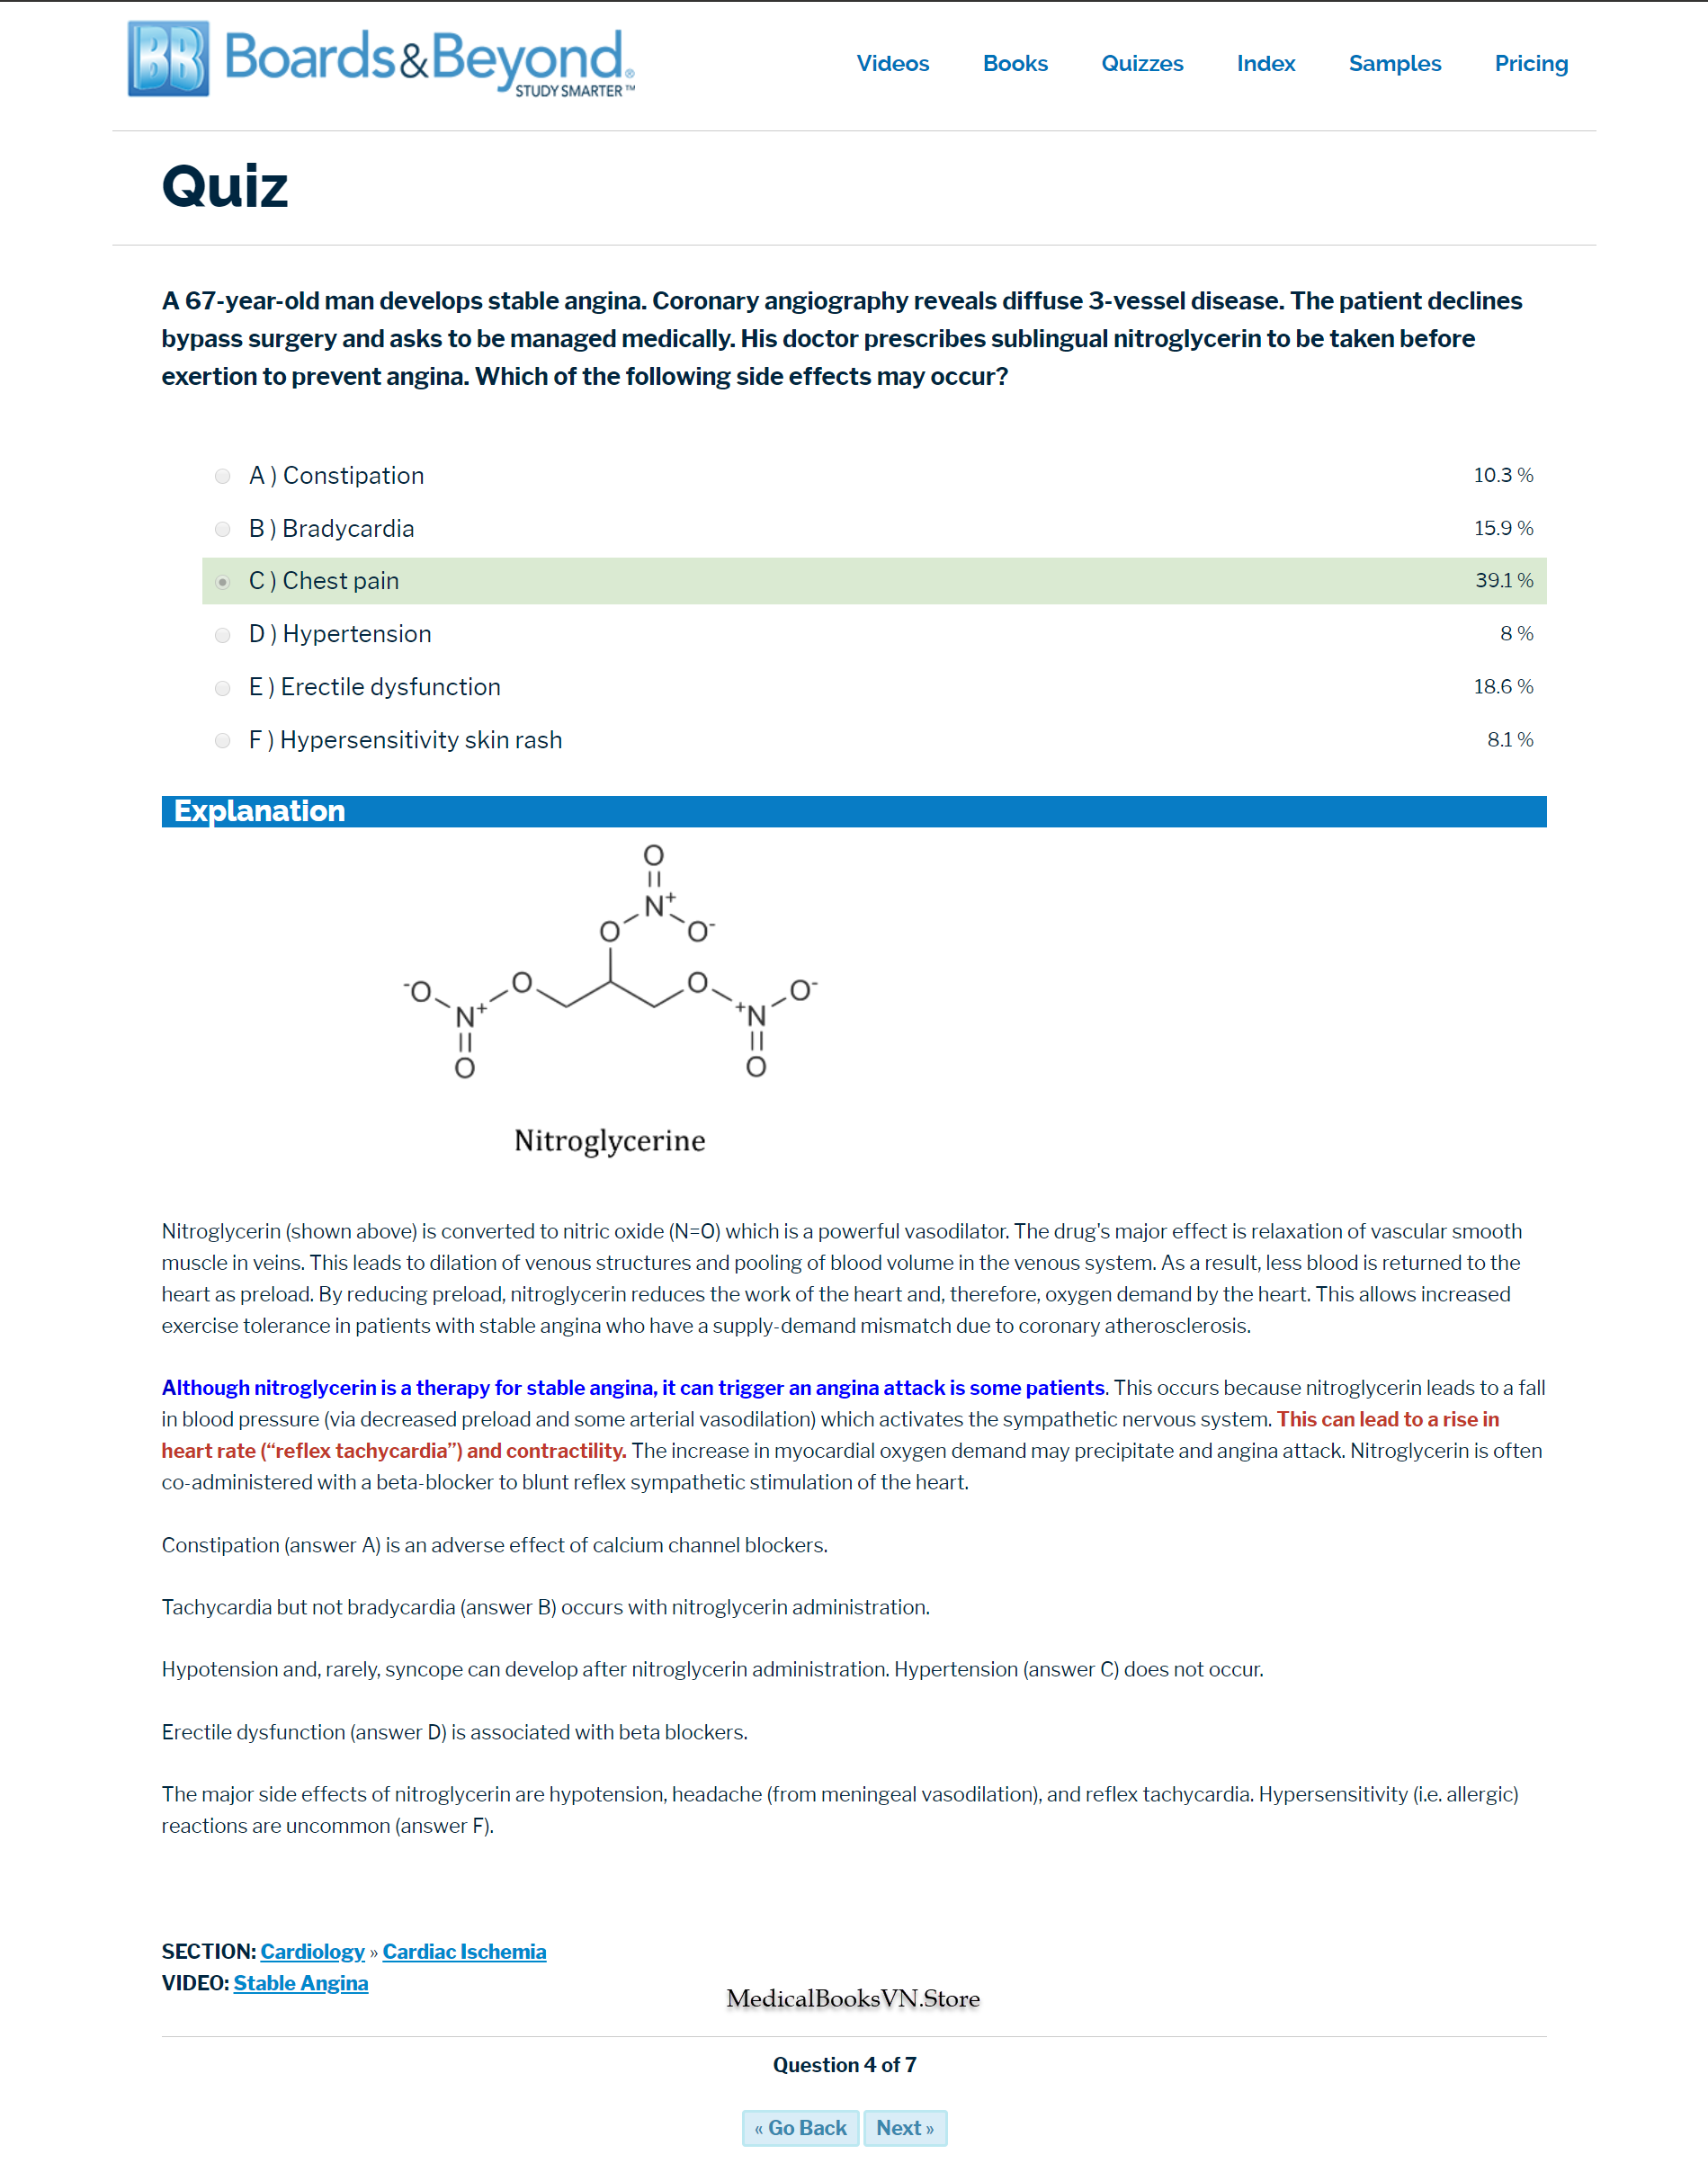 BB Boards&Beyond®
STUDY SMARTER™
Videos Books Quizzes Index Samples Pricing
Quiz
A 67-year-old man develops stable angina. Coronary angiography reveals diffuse 3-vessel disease. The patient declines
bypass surgery and asks to be managed medically. His doctor prescribes sublingual nitroglycerin to be taken before
exertion to prevent angina. Which of the following side effects may occur?
A ) Constipation 10.3 %
B ) Bradycardia 15.9 %
C ) Chest pain 39.1 %
D ) Hypertension 8 %
E ) Erectile dysfunction 18.6 %
F ) Hypersensitivity skin rash 8.1 %
Explanation
O
N+
O O-
-O O O O-
N+ +N
O O
Nitroglycerine
Nitroglycerin (shown above) is converted to nitric oxide (N=O) which is a powerful vasodilator. The drug's major effect is relaxation of vascular smooth
muscle in veins. This leads to dilation of venous structures and pooling of blood volume in the venous system. As a result, less blood is returned to the
heart as preload. By reducing preload, nitroglycerin reduces the work of the heart and, therefore, oxygen demand by the heart. This allows increased
exercise tolerance in patients with stable angina who have a supply-demand mismatch due to coronary atherosclerosis.
Although nitroglycerin is a therapy for stable angina, it can trigger an angina attack is some patients. This occurs because nitroglycerin leads to a fall
in blood pressure (via decreased preload and some arterial vasodilation) which activates the sympathetic nervous system. This can lead to a rise in
heart rate (“reflex tachycardia”) and contractility. The increase in myocardial oxygen demand may precipitate and angina attack. Nitroglycerin is often
co-administered with a beta-blocker to blunt reflex sympathetic stimulation of the heart.
Constipation (answer A) is an adverse effect of calcium channel blockers.
Tachycardia but not bradycardia (answer B) occurs with nitroglycerin administration.
Hypotension and, rarely, syncope can develop after nitroglycerin administration. Hypertension (answer C) does not occur.
Erectile dysfunction (answer D) is associated with beta blockers.
The major side effects of nitroglycerin are hypotension, headache (from meningeal vasodilation), and reflex tachycardia. Hypersensitivity (i.e. allergic)
reactions are uncommon (answer F).
SECTION: Cardiology » Cardiac Ischemia
VIDEO: Stable Angina
MedicalBooksVN.Store
Question 4 of 7
« Go Back Next »